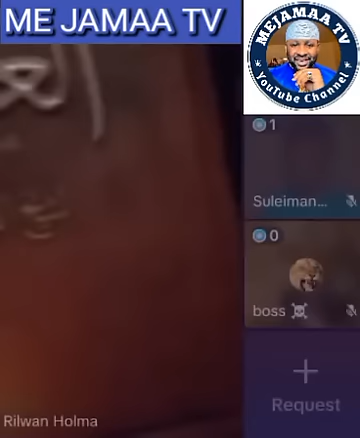 ME JAMAA TV
MEJAMAA TV
YouTube Channel
1
Suleiman...
0
boss ☠️
Request
Rilwan Holma